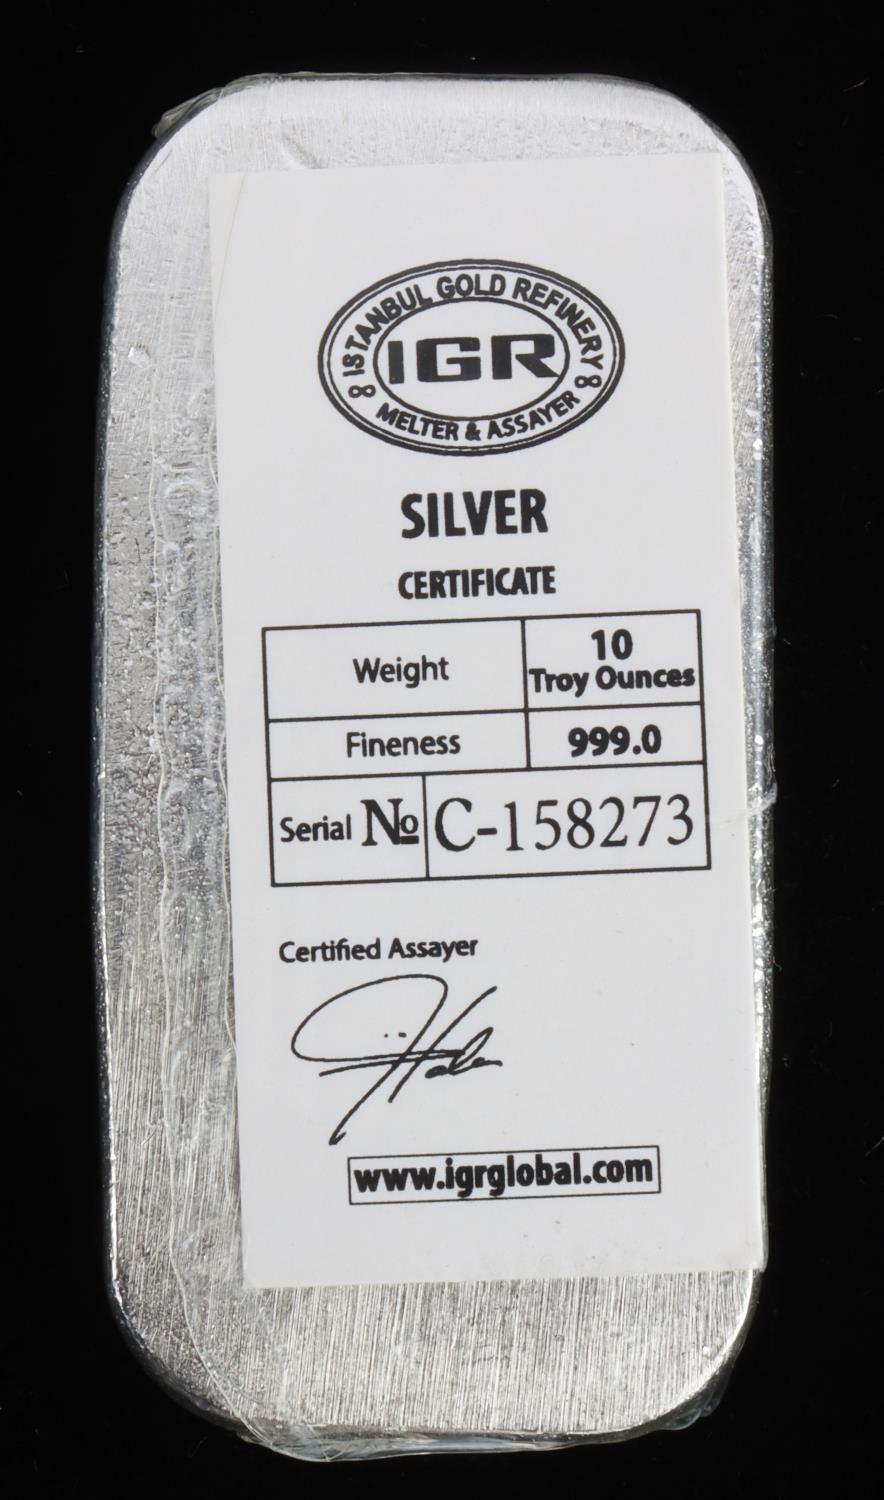 ISTANBUL GOLD REFINERY
IGR
MELTER & ASSAYER
SILVER
CERTIFICATE
Weight 10 Troy Ounces
Fineness 999.0
Serial № C-158273
Certified Assayer
www.igrglobal.com